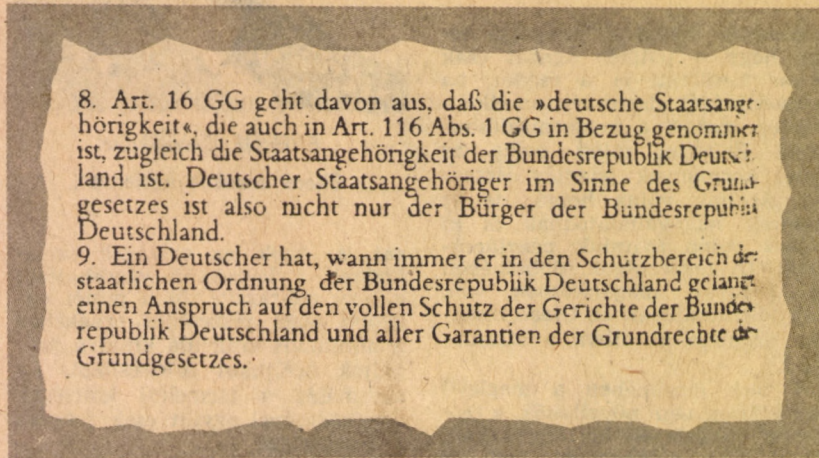 8. Art. 16 GG geht davon aus, daß die »deutsche Staatsange-
hörigkeit«, die auch in Art. 116 Abs. 1 GG in Bezug genommen
ist, zugleich die Staatsangehörigkeit der Bundesrepublik Deutsch-
land ist. Deutscher Staatsangehöriger im Sinne des Grund-
gesetzes ist also nicht nur der Bürger der Bundesrepublik
Deutschland.
9. Ein Deutscher hat, wann immer er in den Schutzbereich der
staatlichen Ordnung der Bundesrepublik Deutschland gelangt
einen Anspruch auf den vollen Schutz der Gerichte der Bundes-
republik Deutschland und aller Garantien der Grundrechte des
Grundgesetzes.